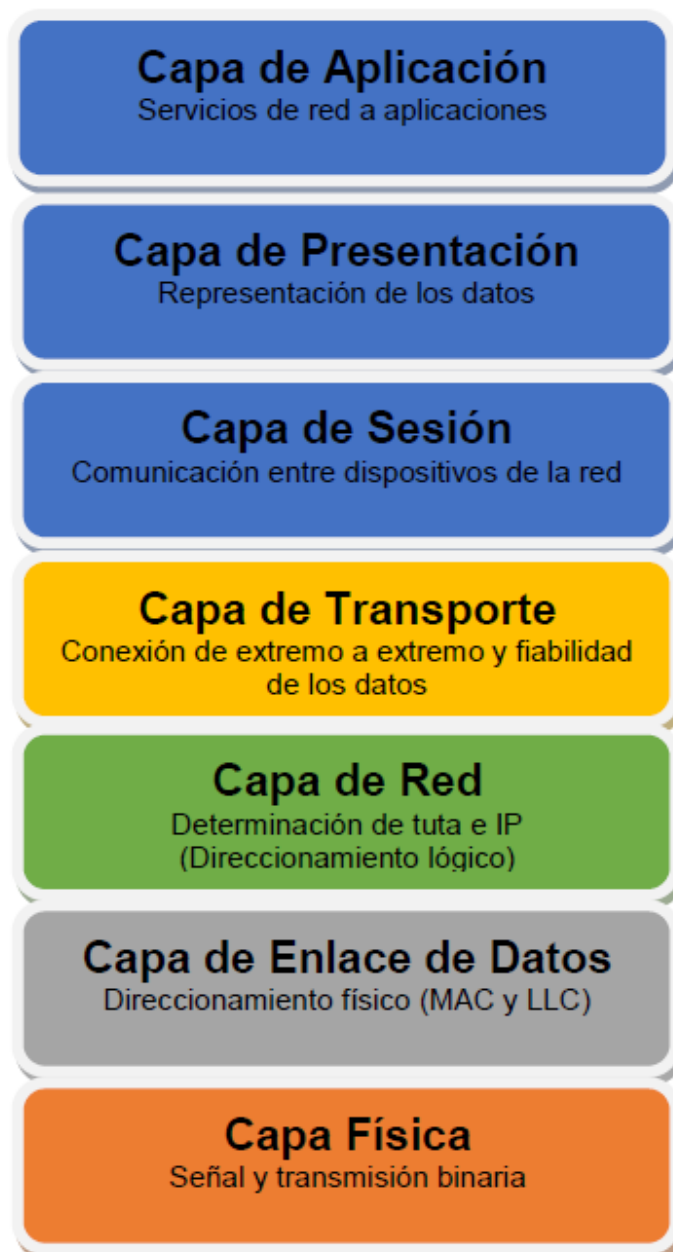 Capa de Aplicación
Servicios de red a aplicaciones
Capa de Presentación
Representación de los datos
Capa de Sesión
Comunicación entre dispositivos de la red
Capa de Transporte
Conexión de extremo a extremo y fiabilidad
de los datos
Capa de Red
Determinación de tuta e IP
(Direccionamiento lógico)
Capa de Enlace de Datos
Direccionamiento físico (MAC y LLC)
Capa Física
Señal y transmisión binaria